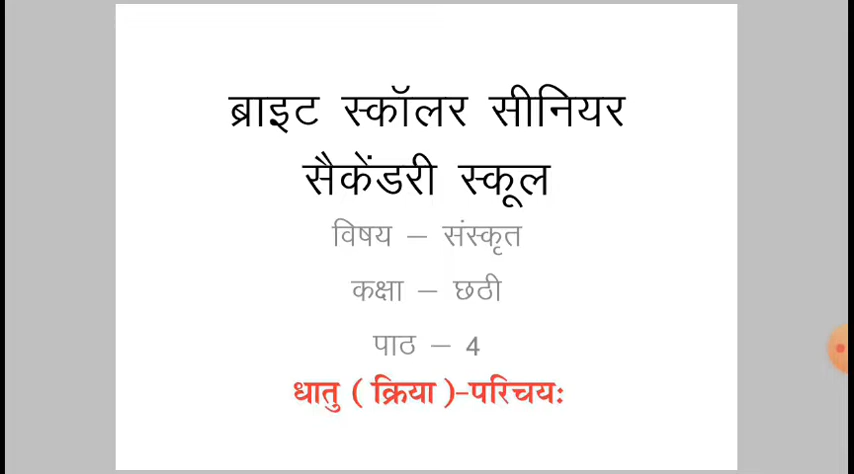 ब्राइट स्कॉलर सीनियर
सैकेंडरी स्कूल
विषय – संस्कृत
कक्षा – छठी
पाठ – 4
धातु ( क्रिया )-परिचयः